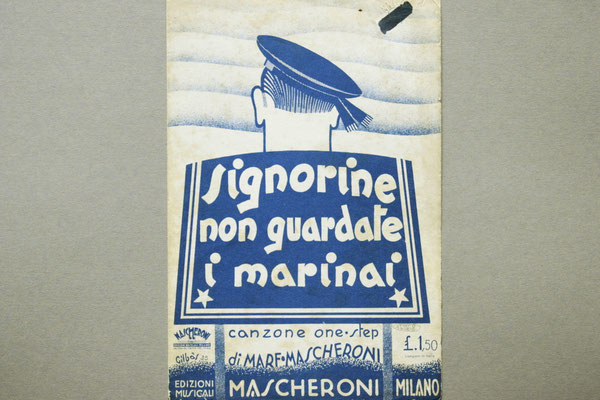 signorine
non guardate
i marinai
MASCHERONI
canzone one-step
di MARF-MASCHERONI
£.1,50
EDIZIONI
MUSICALI
MASCHERONI
MILANO